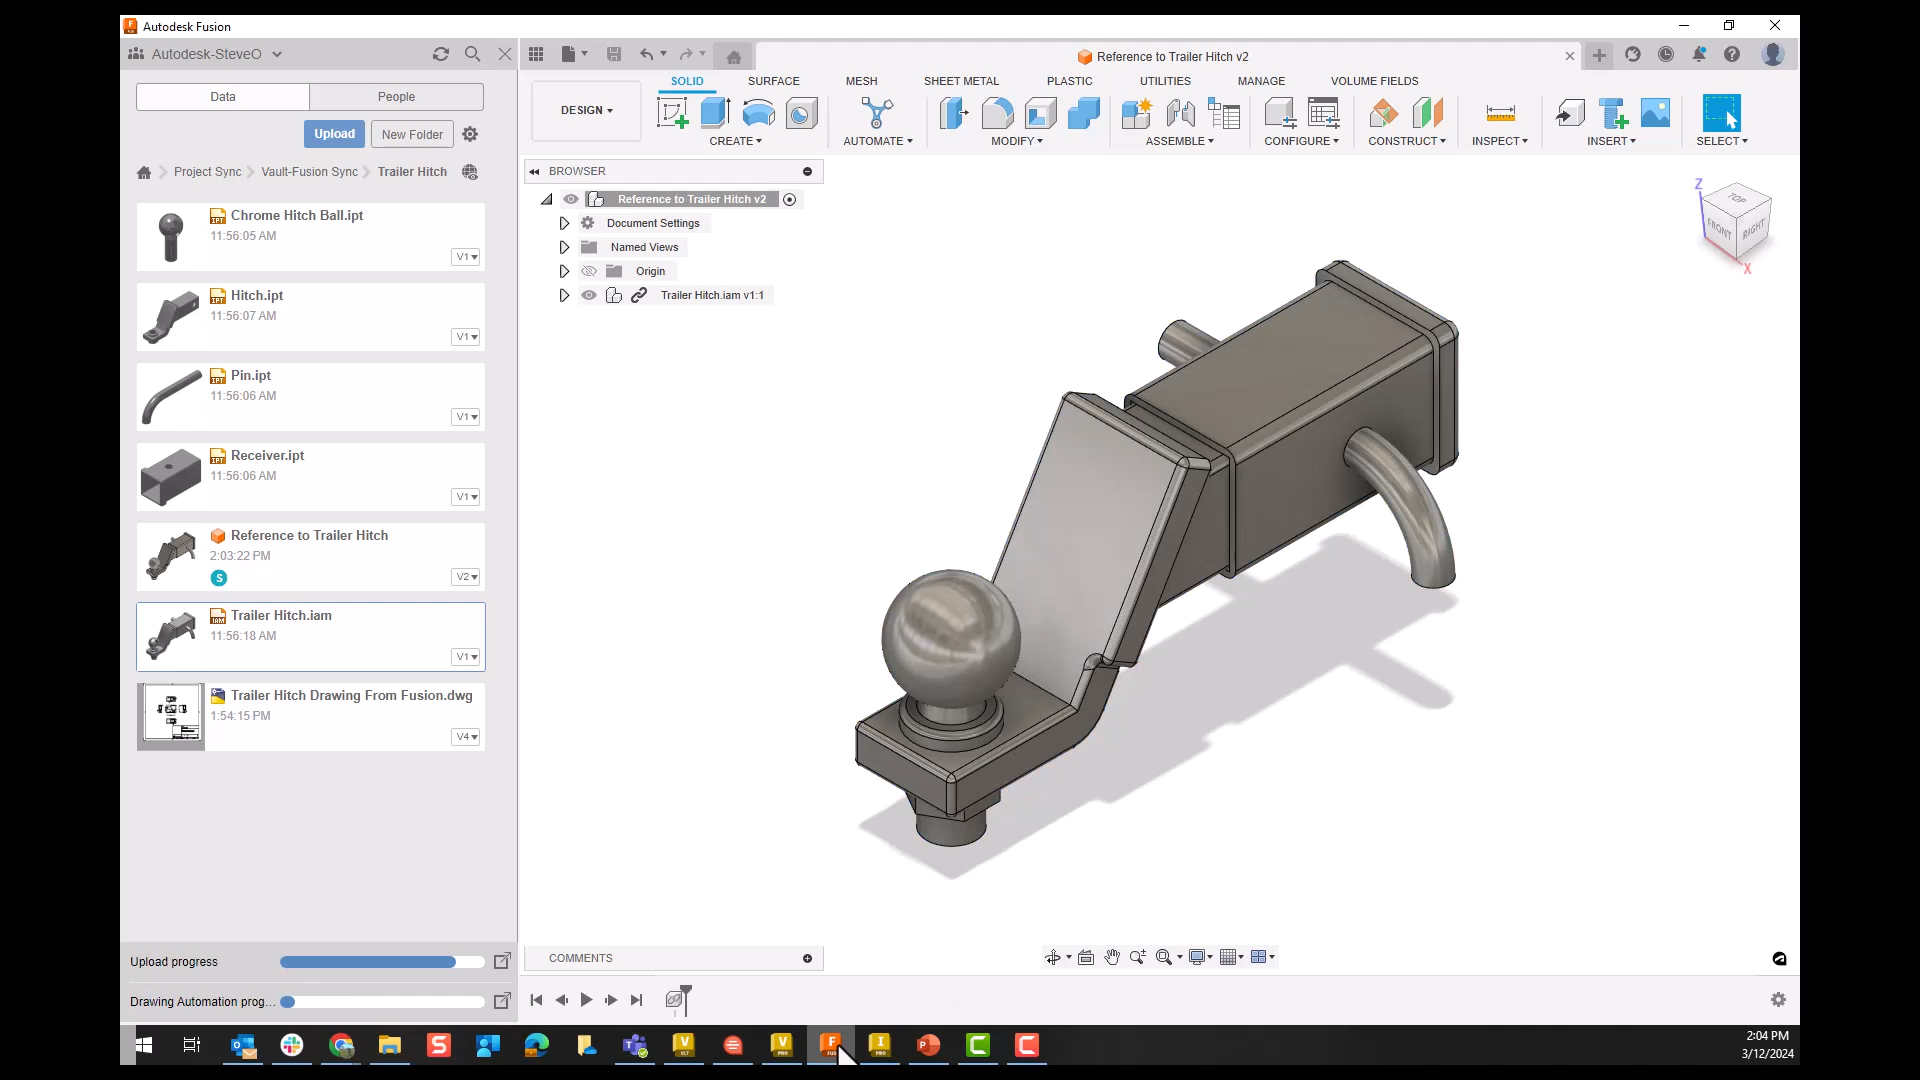 Autodesk Fusion
Autodesk-SteveO
Reference to Trailer Hitch v2
Data
People
SOLID
SURFACE
MESH
SHEET METAL
PLASTIC
UTILITIES
MANAGE
VOLUME FIELDS
DESIGN
Upload
New Folder
CREATE
AUTOMATE
MODIFY
ASSEMBLE
CONFIGURE
CONSTRUCT
INSPECT
INSERT
SELECT
Project Sync
Vault-Fusion Sync
Trailer Hitch
BROWSER
Reference to Trailer Hitch v2
Document Settings
Named Views
Origin
Trailer Hitch.iam v1:1
Z
TOP
FRONT
RIGHT
X
IPT
Chrome Hitch Ball.ipt
11:56:05 AM
V1
IPT
Hitch.ipt
11:56:07 AM
V1
IPT
Pin.ipt
11:56:06 AM
V1
IPT
Receiver.ipt
11:56:06 AM
V1
Reference to Trailer Hitch
2:03:22 PM
S
V2
IAM
Trailer Hitch.iam
11:56:18 AM
V1
Trailer Hitch Drawing From Fusion.dwg
1:54:15 PM
V4
Upload progress
Drawing Automation prog...
COMMENTS
2:04 PM
3/12/2024